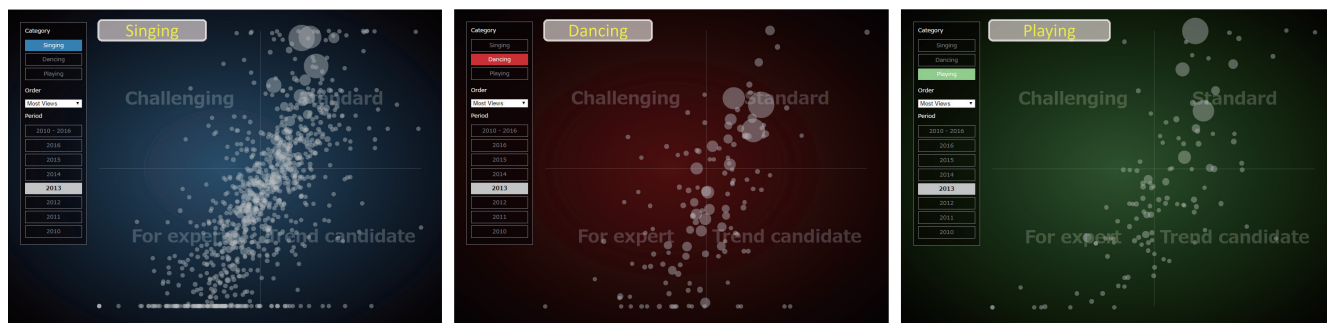 Singing
Category
Singing
Dancing
Playing
Order
Most Views
Period
2010 - 2016
2016
2015
2014
2013
2012
2011
2010
Challenging
Standard
For expert
Trend candidate
Dancing
Category
Singing
Dancing
Playing
Order
Most Views
Period
2010 - 2016
2016
2015
2014
2013
2012
2011
2010
Challenging
Standard
For expert
Trend candidate
Playing
Category
Singing
Dancing
Playing
Order
Most Views
Period
2010 - 2016
2016
2015
2014
2013
2012
2011
2010
Challenging
Standard
For expert
Trend candidate